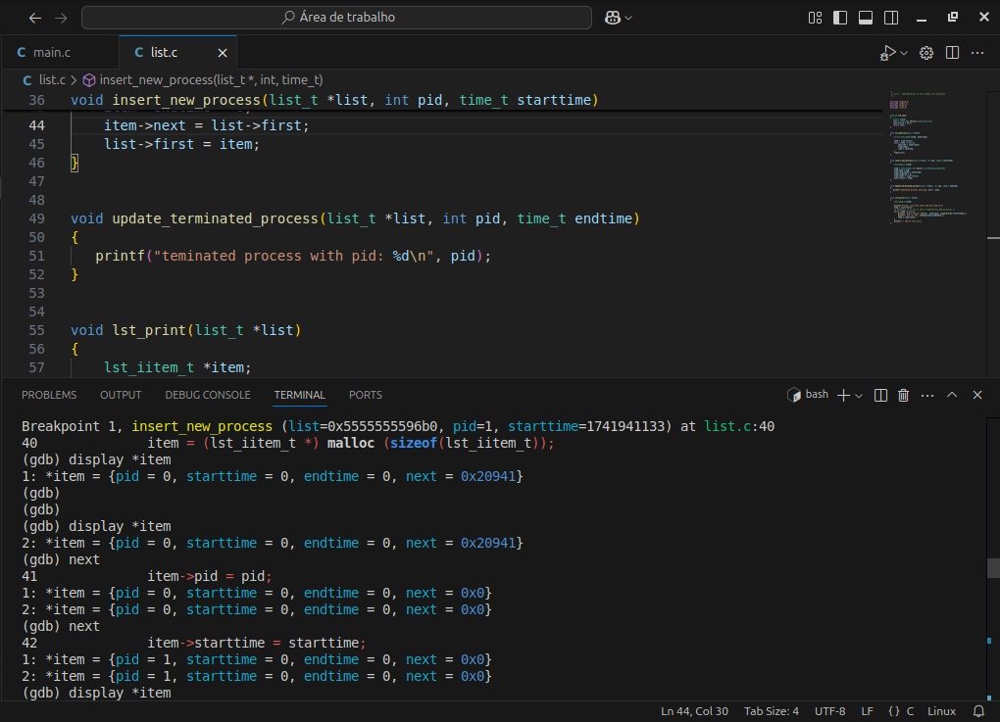 Área de trabalho
main.c
list.c
list.c > insert_new_process(list_t *, int, time_t)
36 void insert_new_process(list_t *list, int pid, time_t starttime)
44 item->next = list->first;
45 list->first = item;
46 }
47
48
49 void update_terminated_process(list_t *list, int pid, time_t endtime)
50 {
51 printf("teminated process with pid: %d\n", pid);
52 }
53
54
55 void lst_print(list_t *list)
56 {
57 lst_iitem_t *item;
PROBLEMS OUTPUT DEBUG CONSOLE TERMINAL PORTS bash
Breakpoint 1, insert_new_process (list=0x5555555596b0, pid=1, starttime=1741941133) at list.c:40
40 item = (lst_iitem_t *) malloc (sizeof(lst_iitem_t));
(gdb) display *item
1: *item = {pid = 0, starttime = 0, endtime = 0, next = 0x20941}
(gdb)
(gdb)
(gdb) display *item
2: *item = {pid = 0, starttime = 0, endtime = 0, next = 0x20941}
(gdb) next
41 item->pid = pid;
1: *item = {pid = 0, starttime = 0, endtime = 0, next = 0x0}
2: *item = {pid = 0, starttime = 0, endtime = 0, next = 0x0}
(gdb) next
42 item->starttime = starttime;
1: *item = {pid = 1, starttime = 0, endtime = 0, next = 0x0}
2: *item = {pid = 1, starttime = 0, endtime = 0, next = 0x0}
(gdb) display *item
Ln 44, Col 30 Tab Size: 4 UTF-8 LF {} C Linux